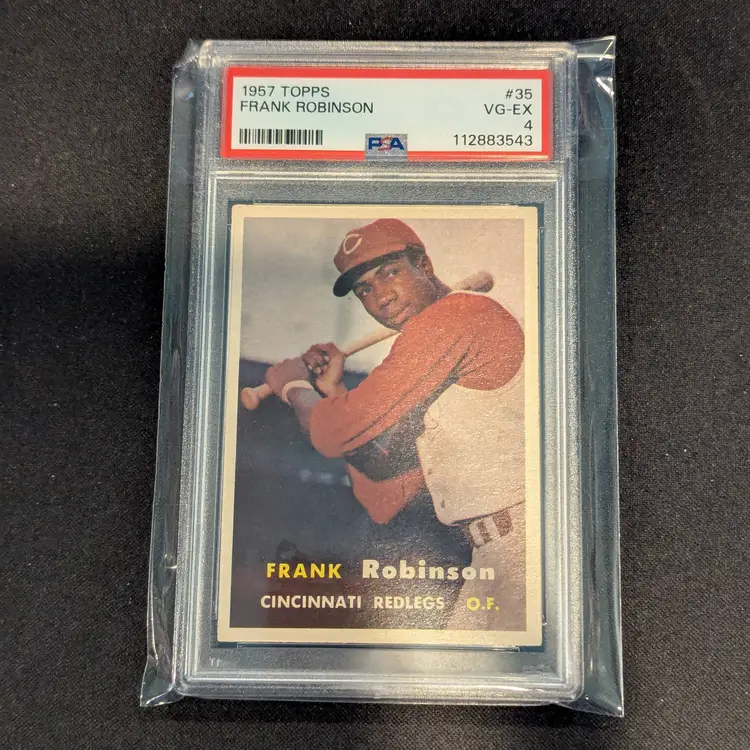 1957 TOPPS #35
FRANK ROBINSON VG-EX
4
PSA 112883543
C
FRANK Robinson
CINCINNATI REDLEGS O.F.